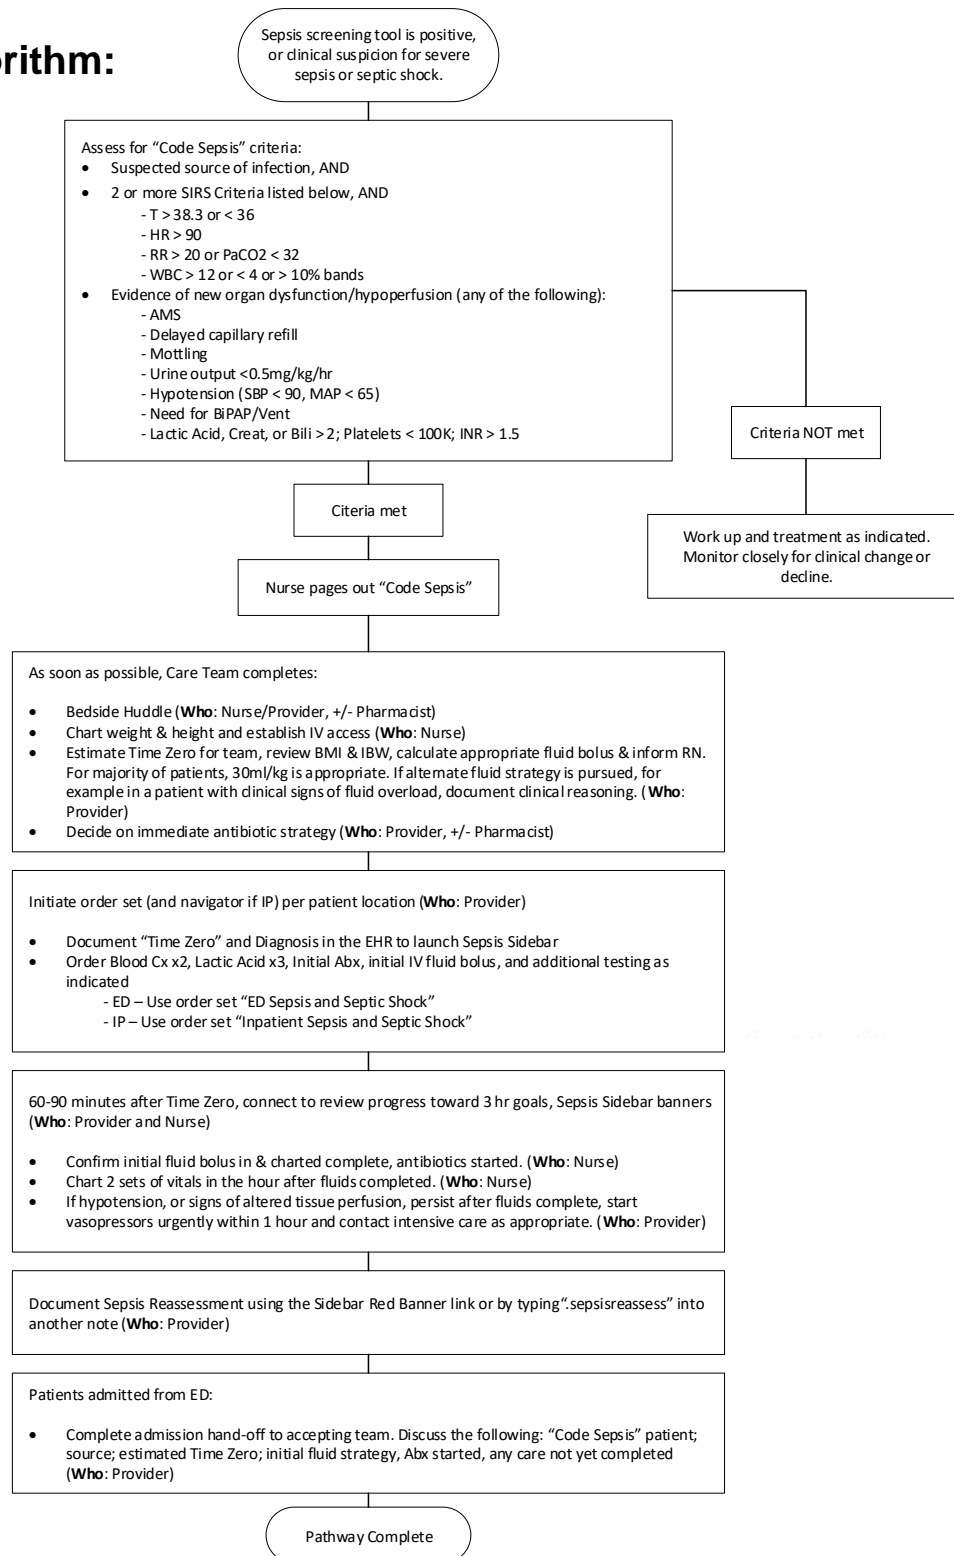 orithm:
Sepsis screening tool is positive,
or clinical suspicion for severe
sepsis or septic shock.
Assess for “Code Sepsis” criteria:
• Suspected source of infection, AND
• 2 or more SIRS Criteria listed below, AND
- T > 38.3 or < 36
- HR > 90
- RR > 20 or PaCO2 < 32
- WBC > 12 or < 4 or > 10% bands
• Evidence of new organ dysfunction/hypoperfusion (any of the following):
- AMS
- Delayed capillary refill
- Mottling
- Urine output <0.5mg/kg/hr
- Hypotension (SBP < 90, MAP < 65)
- Need for BiPAP/Vent
- Lactic Acid, Creat, or Bili > 2; Platelets < 100K; INR > 1.5
Criteria NOT met
Work up and treatment as indicated.
Monitor closely for clinical change or
decline.
Citeria met
Nurse pages out “Code Sepsis”
As soon as possible, Care Team completes:
• Bedside Huddle (Who: Nurse/Provider, +/- Pharmacist)
• Chart weight & height and establish IV access (Who: Nurse)
• Estimate Time Zero for team, review BMI & IBW, calculate appropriate fluid bolus & inform RN.
For majority of patients, 30ml/kg is appropriate. If alternate fluid strategy is pursued, for
example in a patient with clinical signs of fluid overload, document clinical reasoning. (Who:
Provider)
• Decide on immediate antibiotic strategy (Who: Provider, +/- Pharmacist)
Initiate order set (and navigator if IP) per patient location (Who: Provider)
• Document “Time Zero” and Diagnosis in the EHR to launch Sepsis Sidebar
• Order Blood Cx x2, Lactic Acid x3, Initial Abx, initial IV fluid bolus, and additional testing as
indicated
- ED – Use order set “ED Sepsis and Septic Shock”
- IP – Use order set “Inpatient Sepsis and Septic Shock”
60-90 minutes after Time Zero, connect to review progress toward 3 hr goals, Sepsis Sidebar banners
(Who: Provider and Nurse)
• Confirm initial fluid bolus in & charted complete, antibiotics started. (Who: Nurse)
• Chart 2 sets of vitals in the hour after fluids completed. (Who: Nurse)
• If hypotension, or signs of altered tissue perfusion, persist after fluids complete, start
vasopressors urgently within 1 hour and contact intensive care as appropriate. (Who: Provider)
Document Sepsis Reassessment using the Sidebar Red Banner link or by typing“.sepsisreassess” into
another note (Who: Provider)
Patients admitted from ED:
• Complete admission hand-off to accepting team. Discuss the following: “Code Sepsis” patient;
source; estimated Time Zero; initial fluid strategy, Abx started, any care not yet completed
(Who: Provider)
Pathway Complete